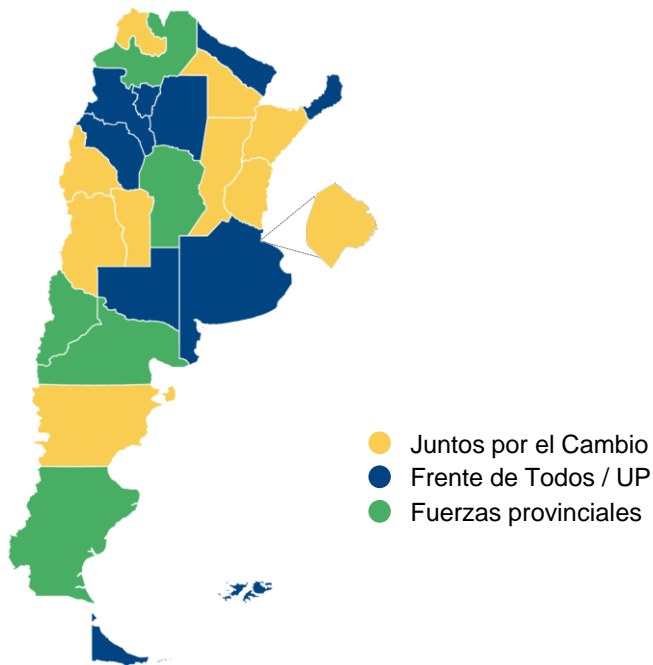 Juntos por el Cambio
Frente de Todos / UP
Fuerzas provinciales